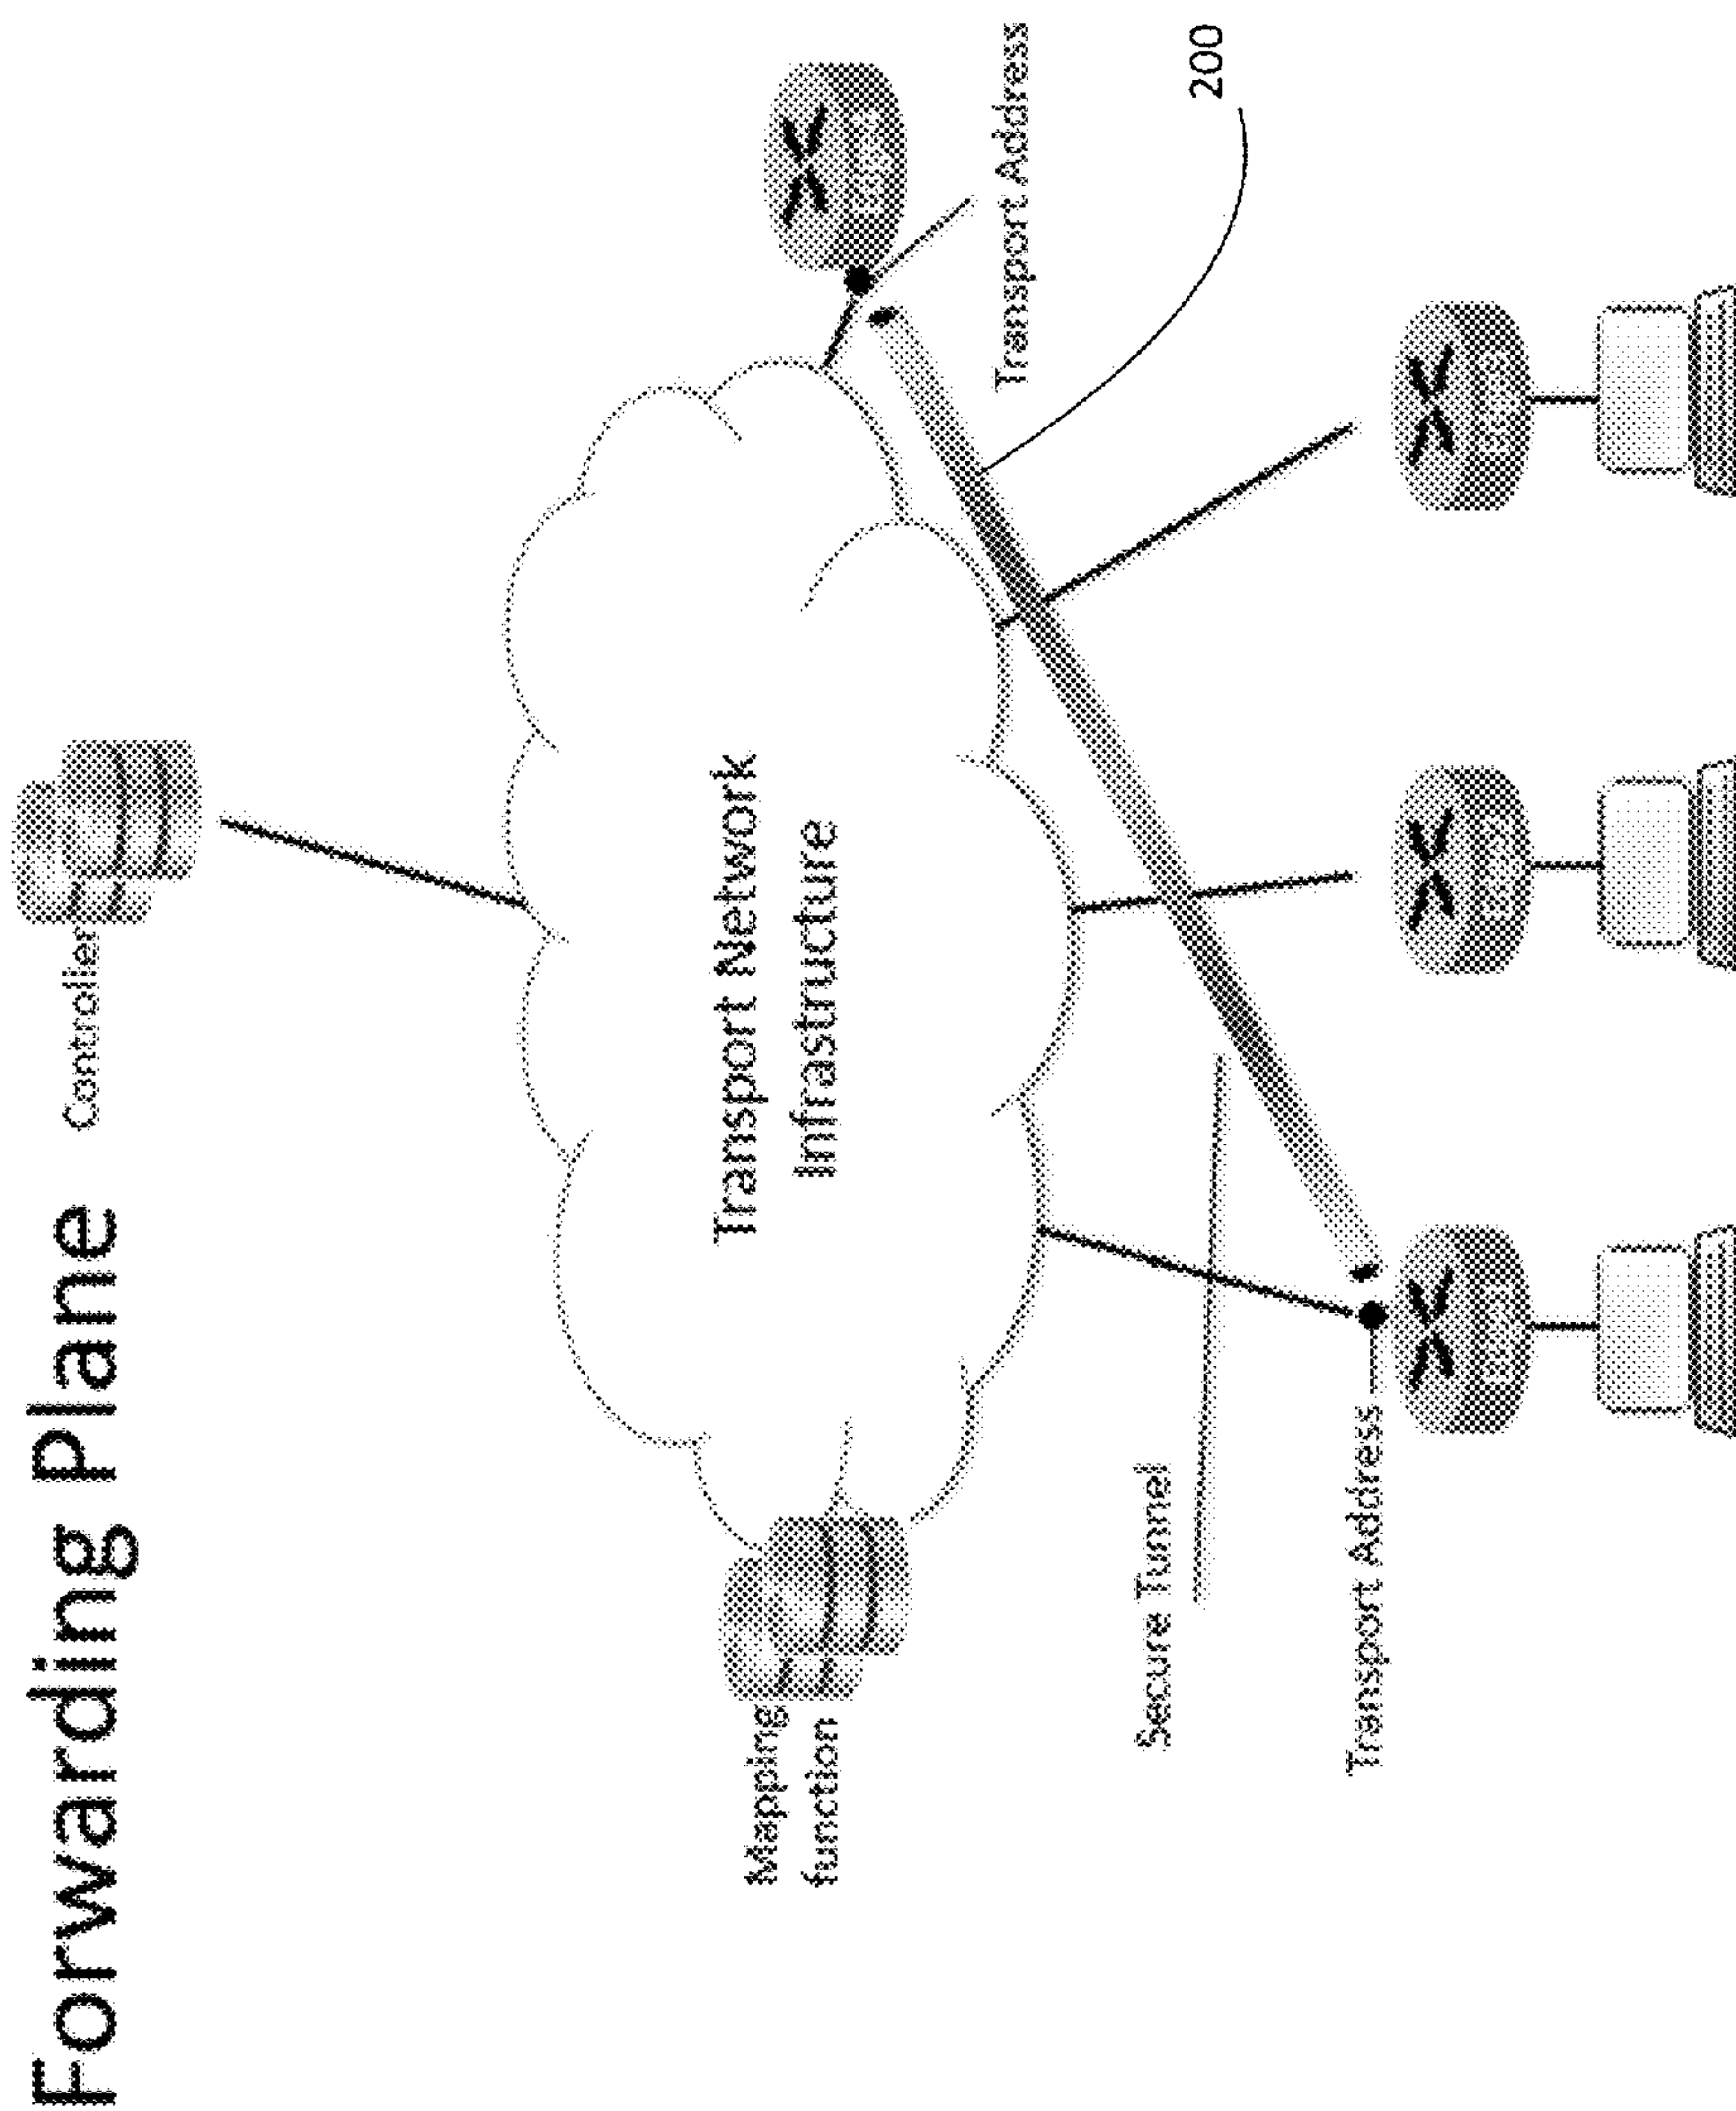 Forwarding Plane
Controller
Mapping
function
Transport Network
Infrastructure
Transport Address
200
Secure Tunnel
Transport Address